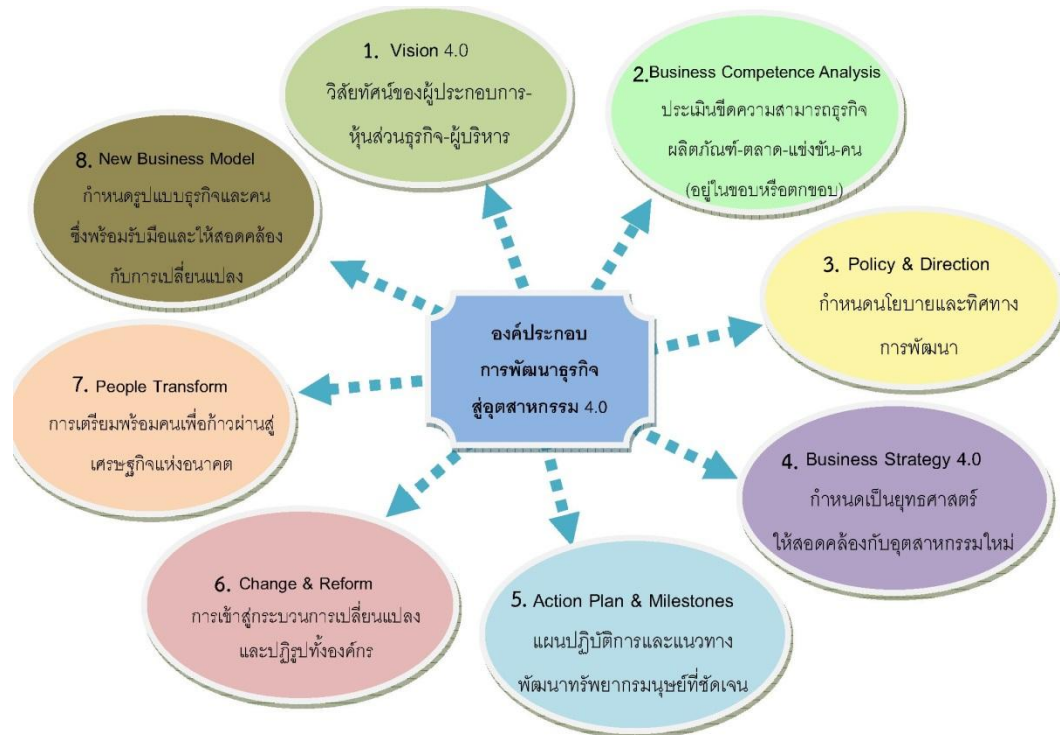 1. Vision 4.0
วิสัยทัศน์ของผู้ประกอบการ-
หุ้นส่วนธุรกิจ-ผู้บริหาร
2.Business Competence Analysis
ประเมินขีดความสามารถธุรกิจ
ผลิตภัณฑ์-ตลาด-แข่งขัน-คน
(อยู่ในขอบหรือตกขอบ)
3. Policy & Direction
กำหนดนโยบายและทิศทาง
การพัฒนา
4. Business Strategy 4.0
กำหนดเป็นยุทธศาสตร์
ให้สอดคล้องกับอุตสาหกรรมใหม่
5. Action Plan & Milestones
แผนปฏิบัติการและแนวทาง
พัฒนาทรัพยากรมนุษย์ที่ชัดเจน
6. Change & Reform
การเข้าสู่กระบวนการเปลี่ยนแปลง
และปฏิรูปทั้งองค์กร
7. People Transform
การเตรียมพร้อมคนเพื่อก้าวผ่านสู่
เศรษฐกิจแห่งอนาคต
8. New Business Model
กำหนดรูปแบบธุรกิจและคน
ซึ่งพร้อมรับมือและให้สอดคล้อง
กับการเปลี่ยนแปลง
องค์ประกอบ
การพัฒนาธุรกิจ
สู่อุตสาหกรรม 4.0